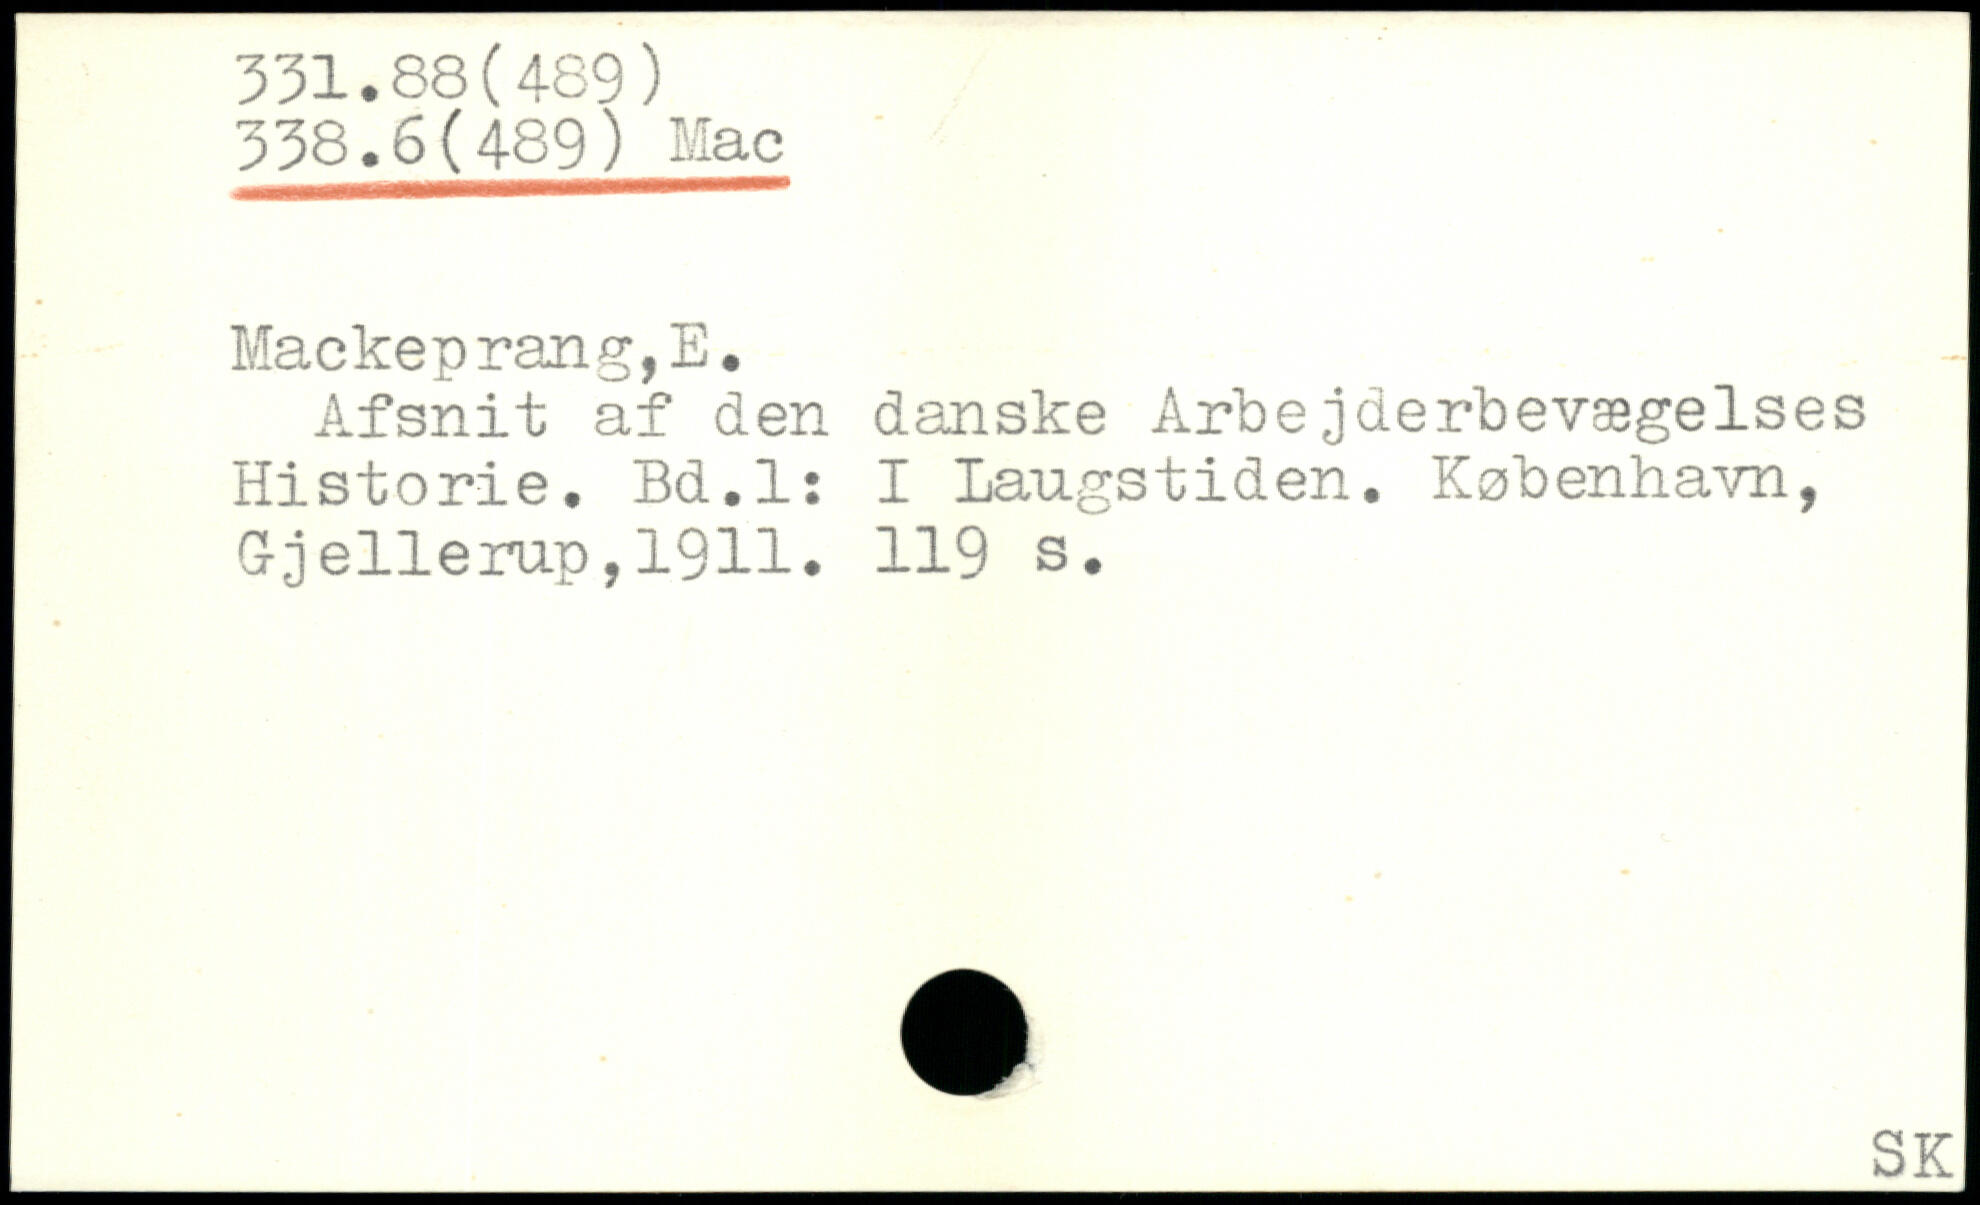 331.88(489)
338.6(489) Mac
Mackeprang,E.
Afsnit af den danske Arbejderbevægelses
Historie. Bd.1: I Laugstiden. København,
Gjellerup,1911. 119 s.
SK